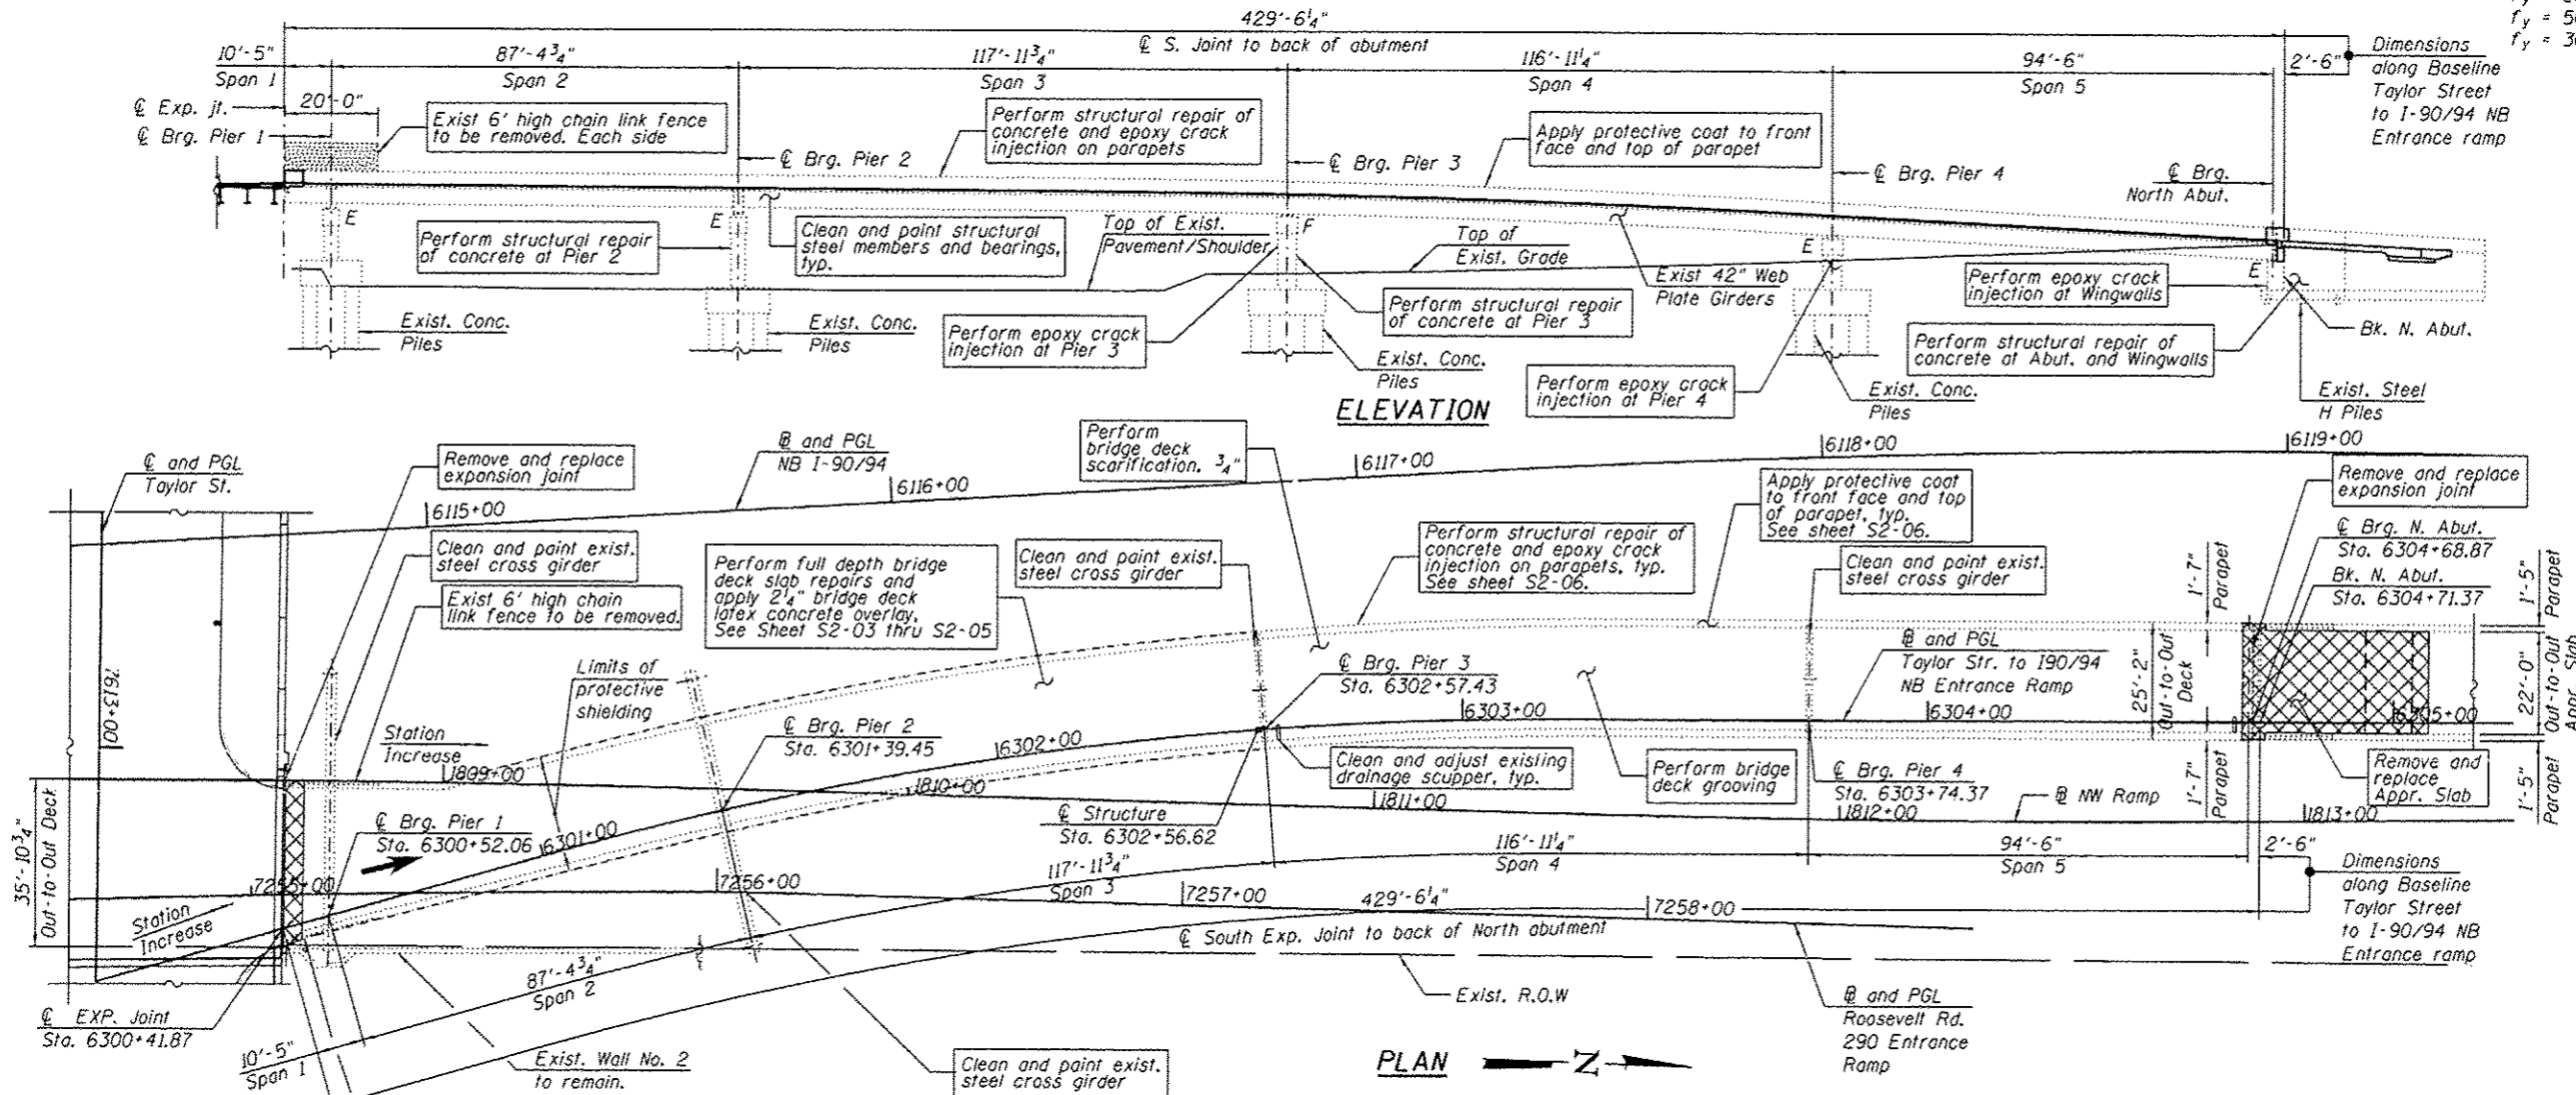 429'-6¼"
℄ S. Joint to back of abutment
10'-5"
Span 1
87'-4¾"
Span 2
117'-11¾"
Span 3
116'-11¼"
Span 4
94'-6"
Span 5
2'-6"
Dimensions
along Baseline
Taylor Street
to I-90/94 NB
Entrance ramp
℄ Exp. jt.
20'-0"
℄ Brg. Pier 1
Exist 6' high chain link fence
to be removed. Each side
℄ Brg. Pier 2
Perform structural repair of
concrete and epoxy crack
injection on parapets
℄ Brg. Pier 3
Apply protective coat to front
face and top of parapet
℄ Brg. Pier 4
℄ Brg.
North Abut.
E
E
F
E
E
Perform structural repair
of concrete at Pier 2
Clean and paint structural
steel members and bearings,
typ.
Top of Exist.
Pavement/Shoulder
Top of
Exist. Grade
Exist 42" Web
Plate Girders
Perform epoxy crack
injection at Wingwalls
Exist. Conc.
Piles
Exist. Conc.
Piles
Perform epoxy crack
injection at Pier 3
Perform structural repair
of concrete at Pier 3
Exist. Conc.
Piles
Perform epoxy crack
injection at Pier 4
Exist. Conc.
Piles
Perform structural repair of
concrete at Abut. and Wingwalls
Bk. N. Abut.
Exist. Steel
H Piles
ELEVATION
℄ and PGL
Taylor St.
Remove and replace
expansion joint
℔ and PGL
NB I-90/94
Perform
bridge deck
scarification. ¾"
6115+00
6116+00
6117+00
6118+00
6119+00
Clean and paint exist.
steel cross girder
Exist 6' high chain
link fence to be removed.
Perform full depth bridge
deck slab repairs and
apply 2¼" bridge deck
latex concrete overlay.
See Sheet S2-03 thru S2-05
Clean and paint exist.
steel cross girder
Perform structural repair of
concrete and epoxy crack
injection on parapets, typ.
See sheet S2-06.
Apply protective coat
to front face and top
of parapet, typ.
See sheet S2-06.
Clean and paint exist.
steel cross girder
Remove and replace
expansion joint
℄ Brg. N. Abut.
Sta. 6304+68.87
Bk. N. Abut.
Sta. 6304+71.37
1'-7"
Parapet
1'-5"
Parapet
7613+00
Limits of
protective
shielding
℄ Brg. Pier 2
Sta. 6301+39.45
℄ Brg. Pier 3
Sta. 6302+57.43
℔ and PGL
Taylor Str. to I90/94
NB Entrance Ramp
25'-2"
Out-to-Out
Deck
22'-0"
Out-to-Out
Appr. Slab
Station
Increase
1809+00
1810+00
1811+00
1812+00
1813+00
6301+00
6302+00
6303+00
6304+00
6305+00
Clean and adjust existing
drainage scupper, typ.
Perform bridge
deck grooving
℄ Brg. Pier 4
Sta. 6303+74.37
℔ NW Ramp
1'-7"
Parapet
Remove and
replace
Appr. Slab
1'-5"
Parapet
35'-10¾"
Out-to-Out Deck
℄ Brg. Pier 1
Sta. 6300+52.06
℄ Structure
Sta. 6302+56.62
7255+00
7256+00
7257+00
7258+00
Station
Increase
117'-11¾"
Span 3
116'-11¼"
Span 4
94'-6"
Span 5
2'-6"
429'-6¼"
℄ South Exp. Joint to back of North abutment
Dimensions
along Baseline
Taylor Street
to I-90/94 NB
Entrance ramp
87'-4¾"
Span 2
10'-5"
Span 1
℄ EXP. Joint
Sta. 6300+41.87
Exist. Wall No. 2
to remain.
Clean and paint exist.
steel cross girder
Exist. R.O.W
℔ and PGL
Roosevelt Rd.
290 Entrance
Ramp
PLAN
Z